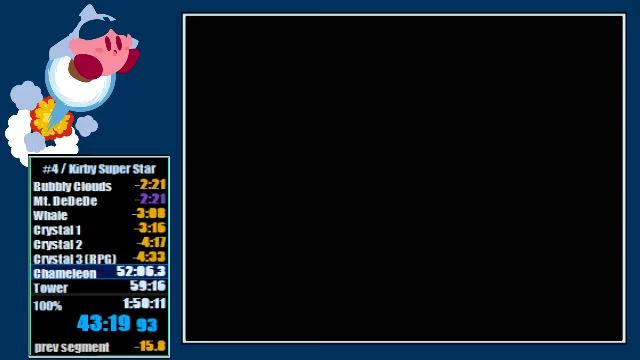 #4 / Kirby Super Star
Bubbly Clouds -2:21
Mt. DeDeDe -2:21
Whale -3:08
Crystal 1 -3:16
Crystal 2 -4:17
Crystal 3 (RPG) -4:33
Chameleon 52:06.3
Tower 59:16
100% 1:50:11
43:19 93
prev segment -15.8